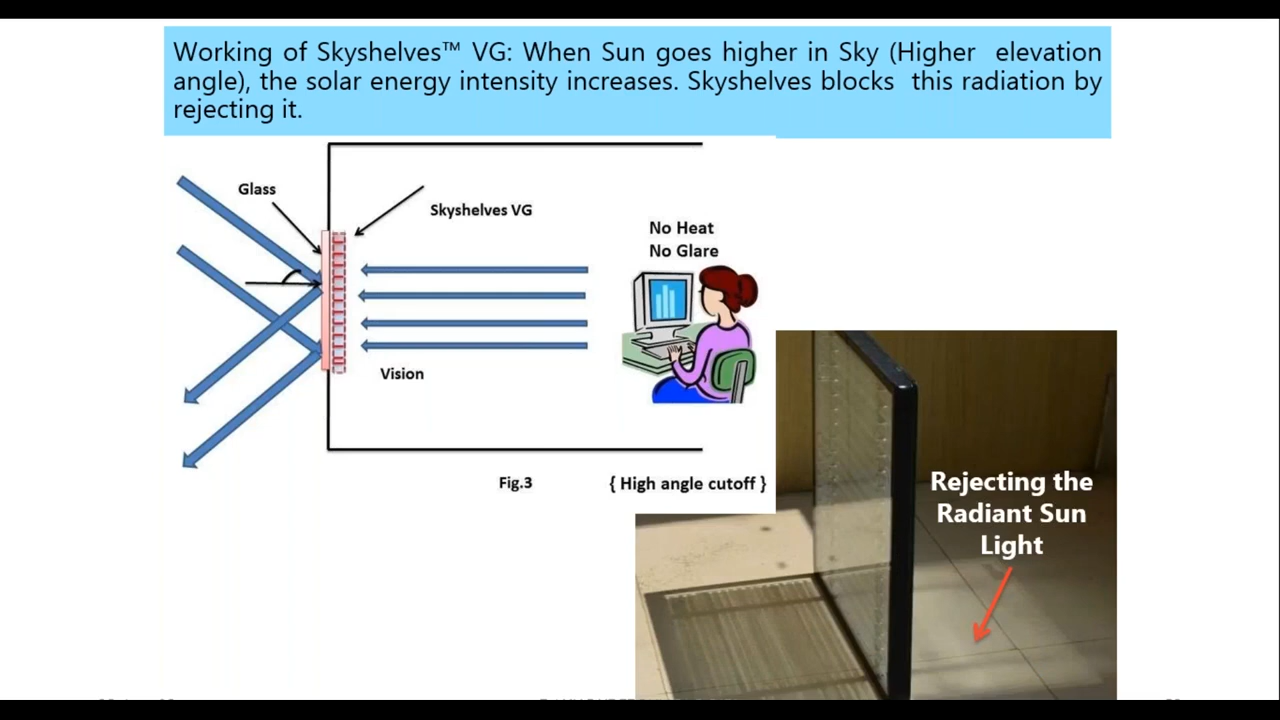 Working of Skyshelves™ VG: When Sun goes higher in Sky (Higher elevation
angle), the solar energy intensity increases. Skyshelves blocks this radiation by
rejecting it.
Glass
Skyshelves VG
No Heat
No Glare
Vision
Fig.3
{ High angle cutoff }
Rejecting the
Radiant Sun
Light